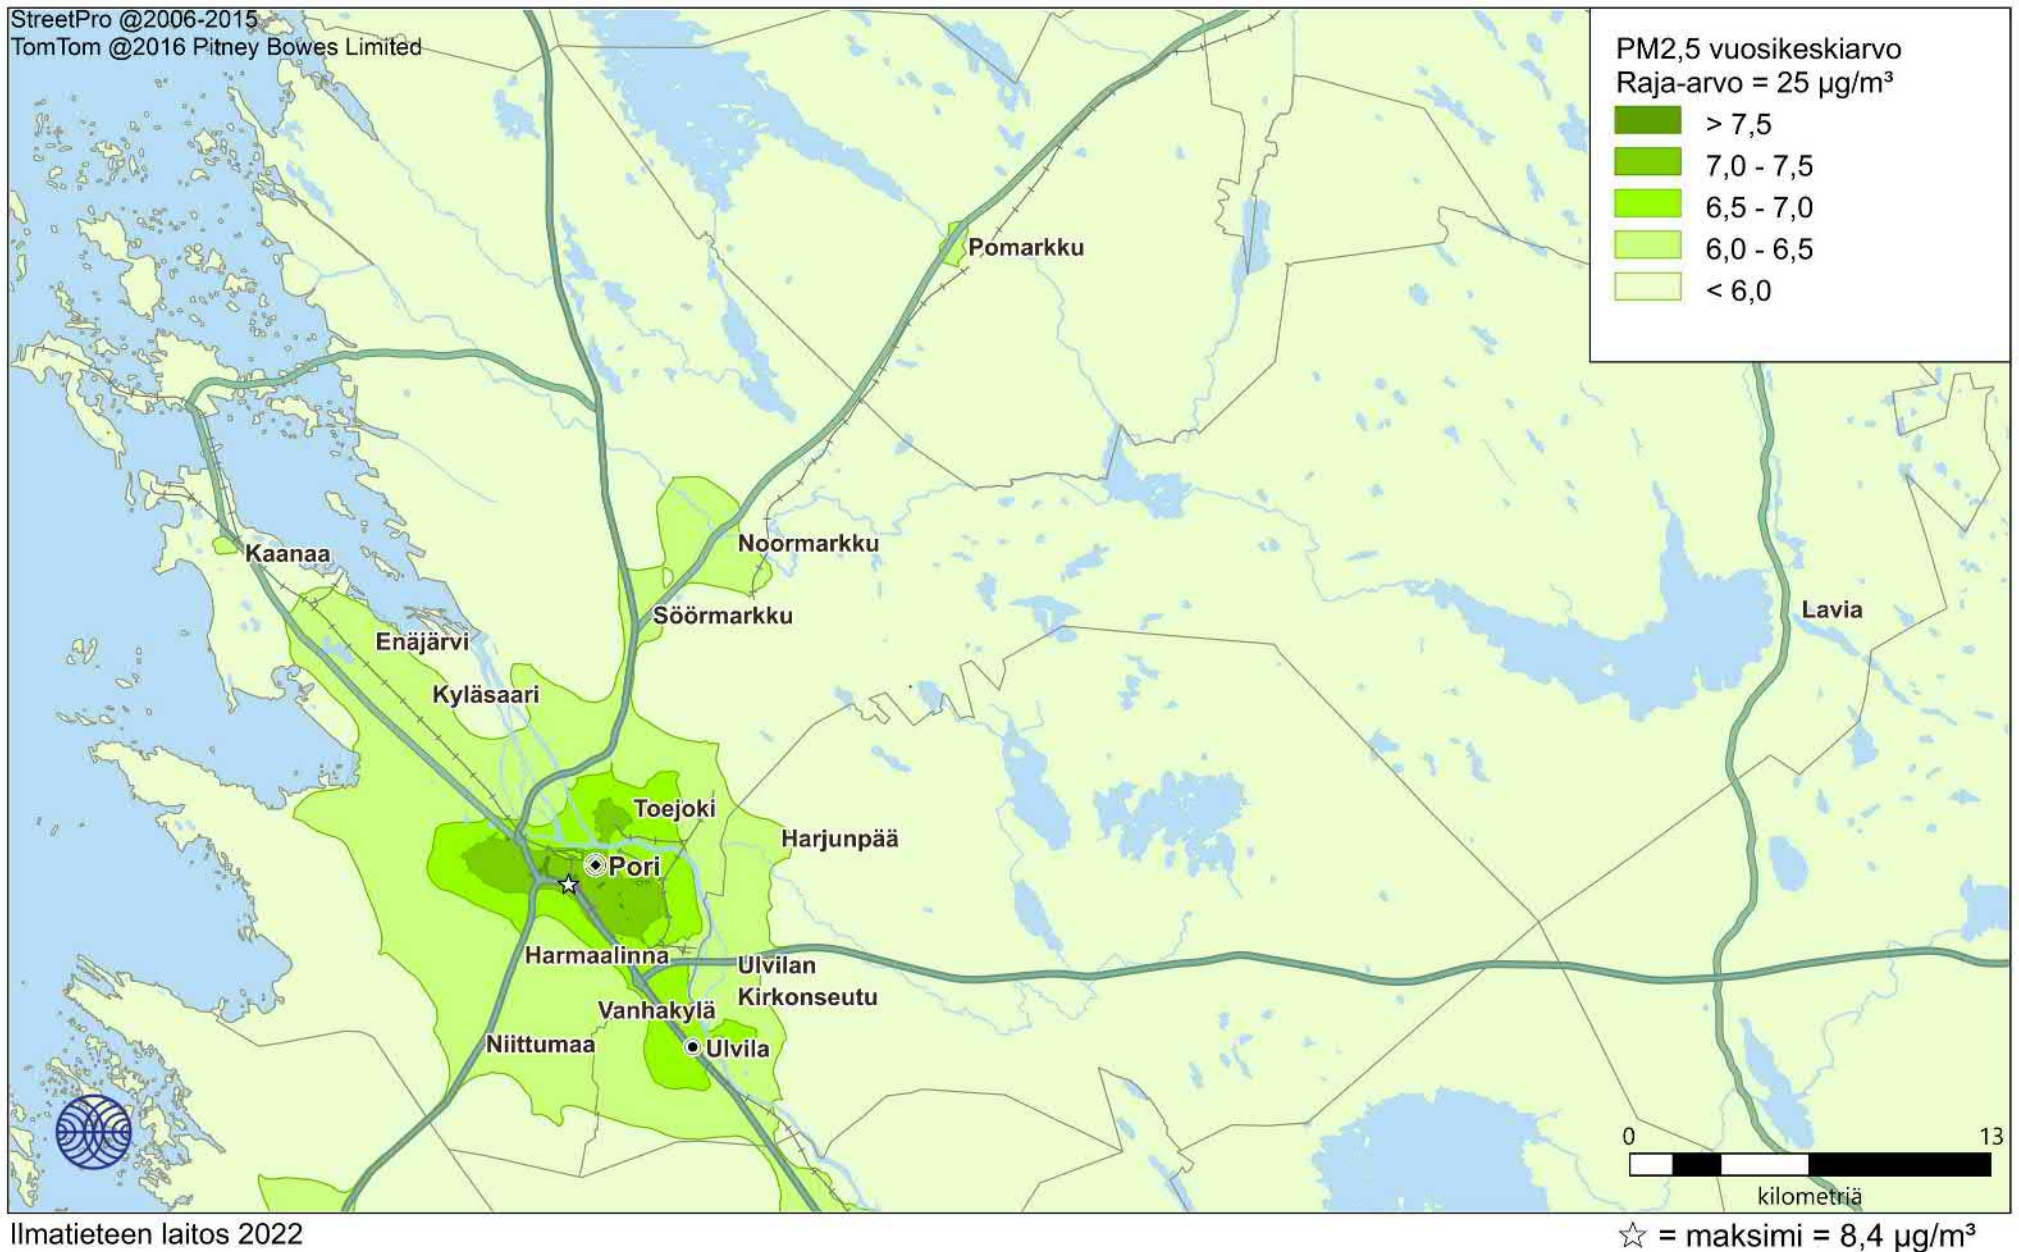 StreetPro @2006-2015
TomTom @2016 Pitney Bowes Limited
PM2,5 vuosikeskiarvo
Raja-arvo = 25 µg/m³
> 7,5
7,0 - 7,5
6,5 - 7,0
6,0 - 6,5
< 6,0
Pomarkku
Noormarkku
Kaanaa
Söörmarkku
Lavia
Enäjärvi
Kyläsaari
Toejoki
Harjunpää
Pori
Harmaalinna
Ulvilan
Kirkonseutu
Vanhakylä
Niittumaa
Ulvila
0 13
kilometriä
Ilmatieteen laitos 2022
☆ = maksimi = 8,4 µg/m³